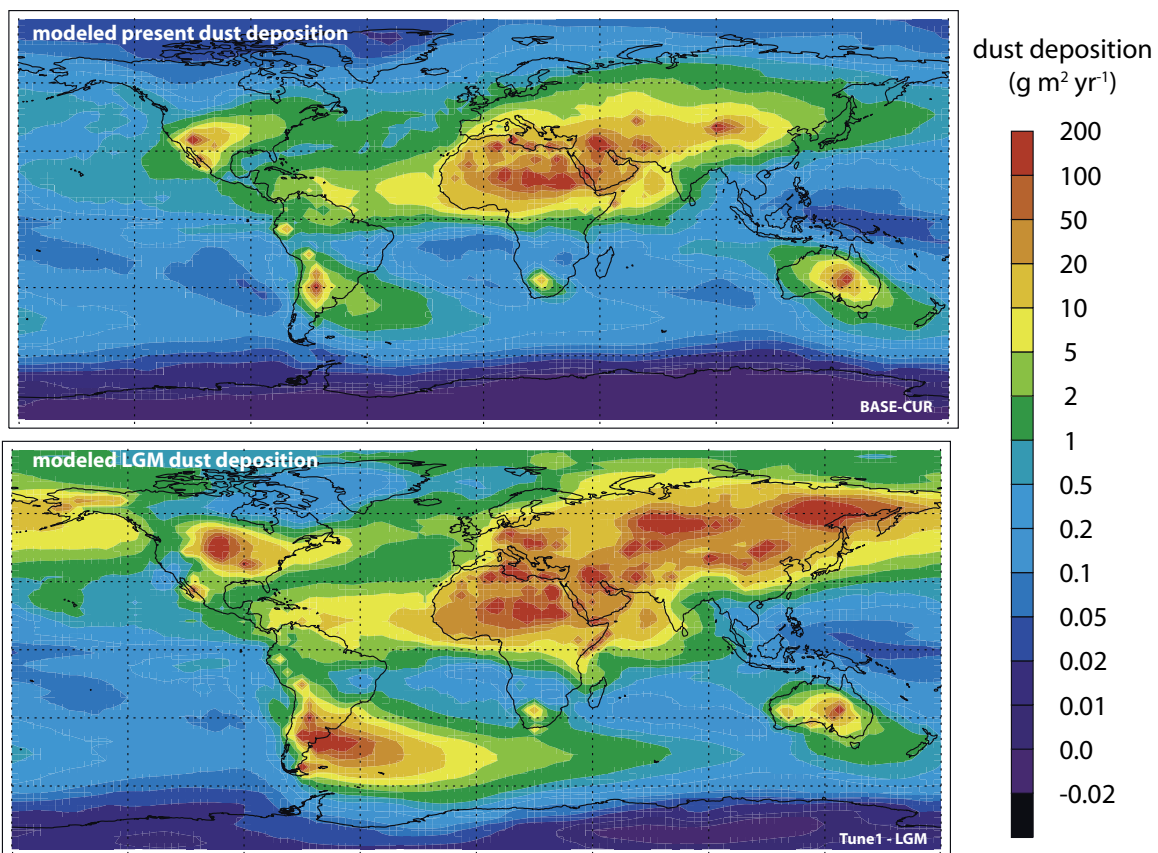 modeled present dust deposition
BASE-CUR
modeled LGM dust deposition
Tune1 - LGM
dust deposition
(g m² yr⁻¹)
200
100
50
20
10
5
2
1
0.5
0.2
0.1
0.05
0.02
0.01
0.0
-0.02